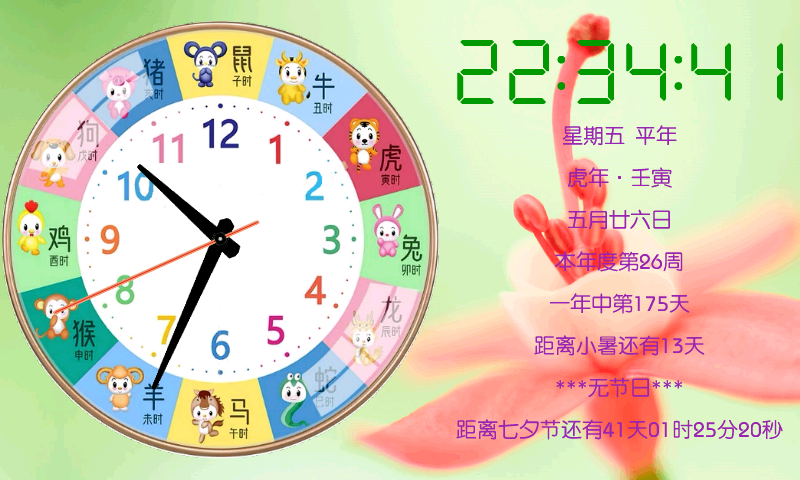 22:34:41
星期五 平年
虎年·壬寅
五月廿六日
本年度第26周
一年中第175天
距离小暑还有13天
***无节日***
距离七夕节还有41天01时25分20秒
鼠
子时
牛
丑时
虎
寅时
兔
卯时
龙
辰时
蛇
巳时
马
午时
羊
未时
猴
申时
鸡
酉时
狗
戌时
猪
亥时
12
1
2
3
4
5
6
7
8
9
10
11